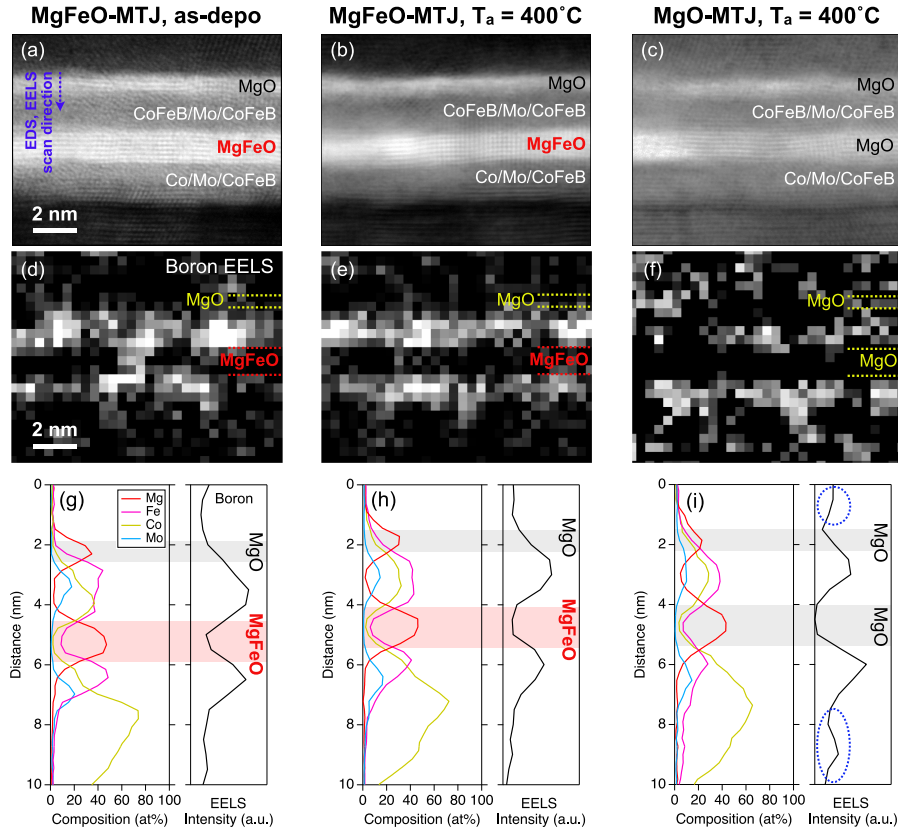 MgFeO-MTJ, as-depo
MgFeO-MTJ, Tₐ = 400˚C
MgO-MTJ, Tₐ = 400˚C
(a)
EDS, EELS
scan direction
MgO
CoFeB/Mo/CoFeB
MgFeO
Co/Mo/CoFeB
2 nm
(b)
MgO
CoFeB/Mo/CoFeB
MgFeO
Co/Mo/CoFeB
(c)
MgO
CoFeB/Mo/CoFeB
MgO
Co/Mo/CoFeB
(d)
Boron EELS
MgO
MgFeO
2 nm
(e)
MgO
MgFeO
(f)
MgO
MgO
(g)
Mg
Fe
Co
Mo
Boron
MgO
MgFeO
0
2
4
6
8
10
Distance (nm)
0 20 40 60 80 100
Composition (at%)
EELS
Intensity (a.u.)
(h)
MgO
MgFeO
0
2
4
6
8
10
Distance (nm)
0 20 40 60 80 100
Composition (at%)
EELS
Intensity (a.u.)
(i)
MgO
MgO
0
2
4
6
8
10
Distance (nm)
0 20 40 60 80 100
Composition (at%)
EELS
Intensity (a.u.)